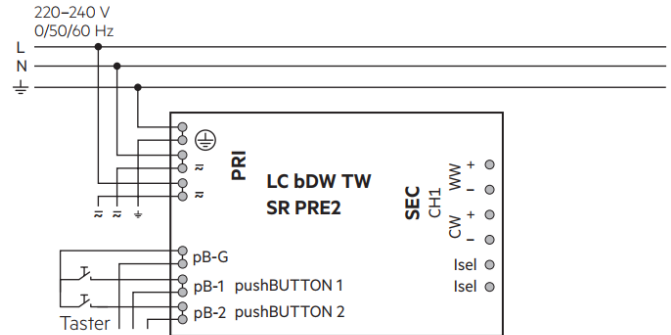 220–240 V
0/50/60 Hz
L
N
PRI
≂
≂
LC bDW TW
SR PRE2
SEC
CH1
WW + –
CW + –
Isel
Isel
≂ ≂
pB-G
pB-1 pushBUTTON 1
pB-2 pushBUTTON 2
Taster